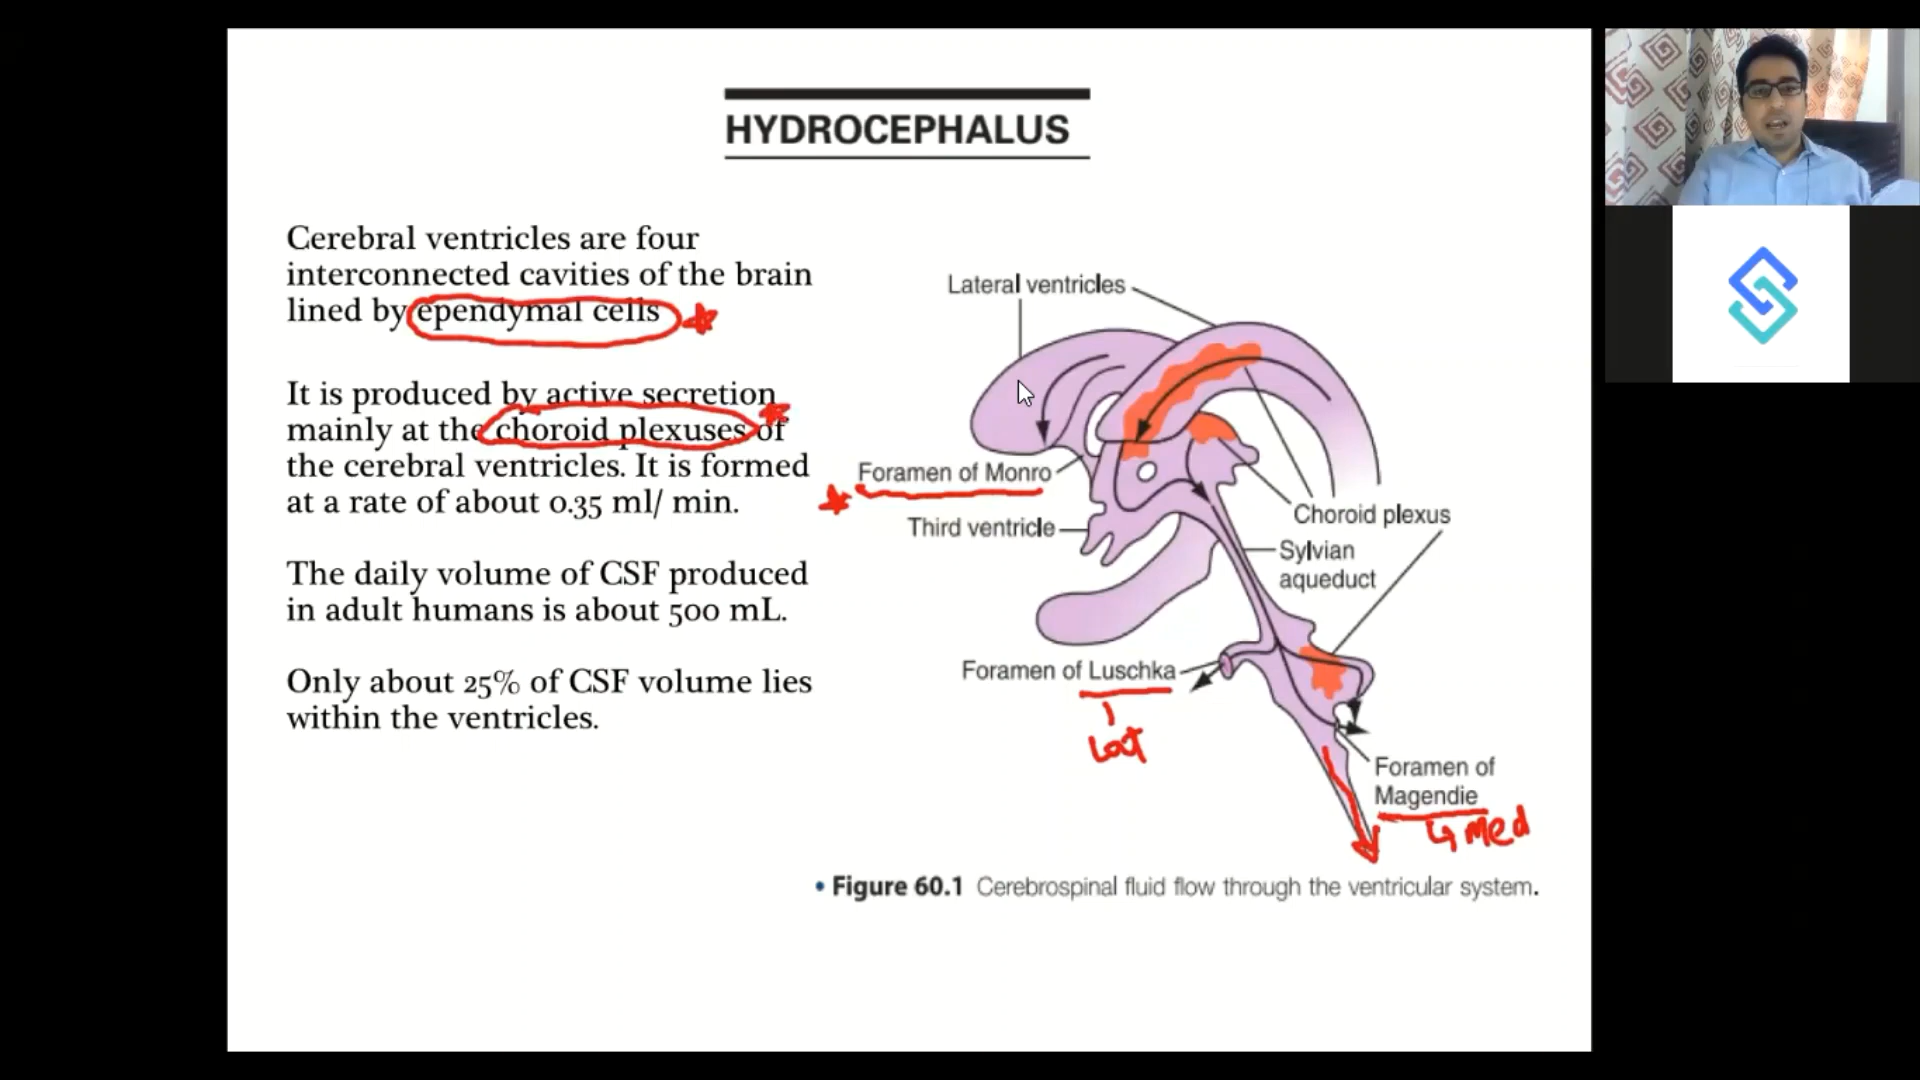 HYDROCEPHALUS
Cerebral ventricles are four
interconnected cavities of the brain
lined by ependymal cells
It is produced by active secretion
mainly at the choroid plexuses of
the cerebral ventricles. It is formed
at a rate of about 0.35 ml/ min.
The daily volume of CSF produced
in adult humans is about 500 mL.
Only about 25% of CSF volume lies
within the ventricles.
Lateral ventricles
Foramen of Monro
Third ventricle
Choroid plexus
Sylvian
aqueduct
Foramen of Luschka
Lat
Foramen of
Magendie
Med
• Figure 60.1 Cerebrospinal fluid flow through the ventricular system.